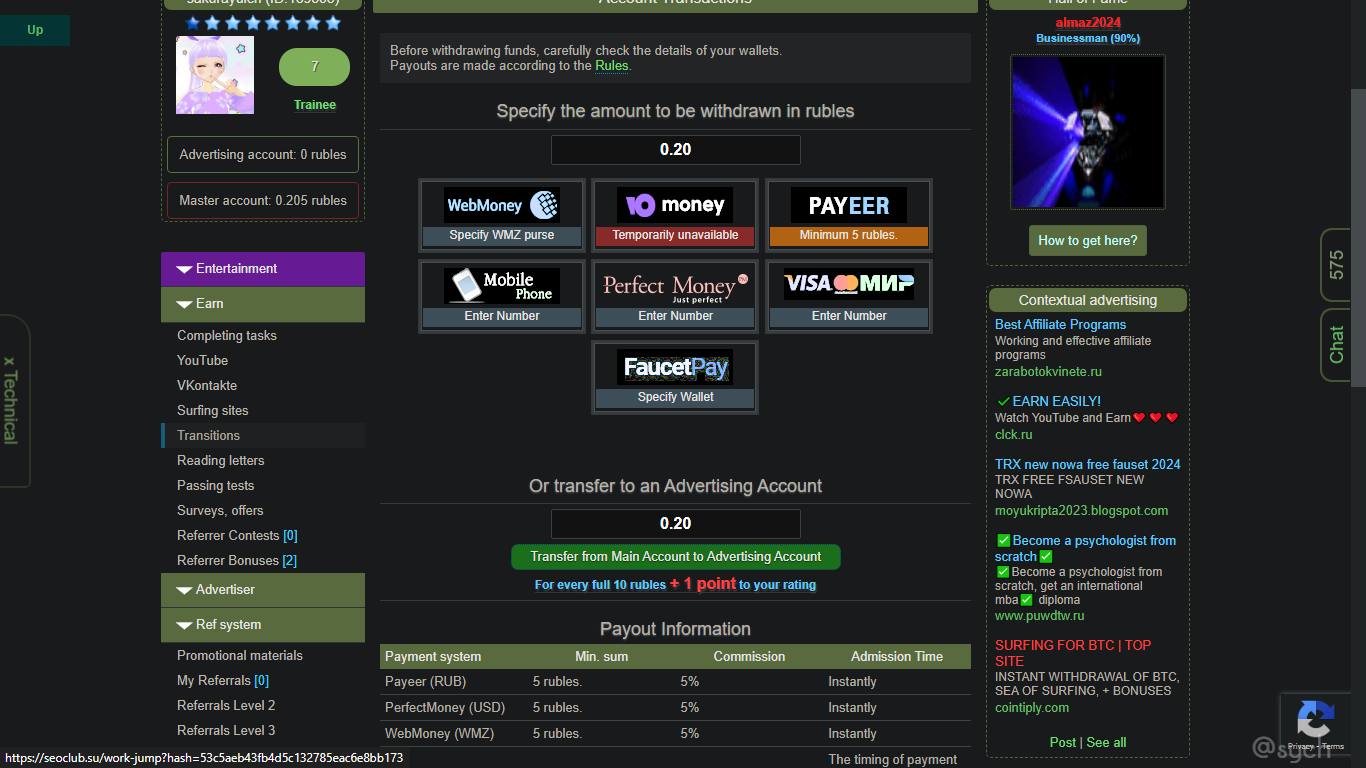 Up
sakurayulch (ID:109888)
7
Trainee
Advertising account: 0 rubles
Master account: 0.205 rubles
Entertainment
Earn
Completing tasks
YouTube
VKontakte
Surfing sites
Transitions
Reading letters
Passing tests
Surveys, offers
Referrer Contests [0]
Referrer Bonuses [2]
Advertiser
Ref system
Promotional materials
My Referrals [0]
Referrals Level 2
Referrals Level 3
x Technical
https://seoclub.su/work-jump?hash=53c5aeb43fb4d5c132785eac6e8bb173
Account Transactions
Before withdrawing funds, carefully check the details of your wallets.
Payouts are made according to the Rules.
Specify the amount to be withdrawn in rubles
0.20
WebMoney
Specify WMZ purse
Ю money
Temporarily unavailable
PAYEER
Minimum 5 rubles.
Mobile
Phone
Enter Number
Perfect Money PM
Just perfect
Enter Number
VISA МИР
Enter Number
FaucetPay
Specify Wallet
Or transfer to an Advertising Account
0.20
Transfer from Main Account to Advertising Account
For every full 10 rubles + 1 point to your rating
Payout Information
Payment system Min. sum Commission Admission Time
Payeer (RUB) 5 rubles. 5% Instantly
PerfectMoney (USD) 5 rubles. 5% Instantly
WebMoney (WMZ) 5 rubles. 5% Instantly
The timing of payment
Hall of Fame
almaz2024
Businessman (90%)
How to get here?
Contextual advertising
Best Affiliate Programs
Working and effective affiliate
programs
zarabotokvinete.ru
✓ EARN EASILY!
Watch YouTube and Earn❤❤❤
clck.ru
TRX new nowa free fauset 2024
TRX FREE FSAUSET NEW
NOWA
moyukripta2023.blogspot.com
✅Become a psychologist from
scratch✅
✅Become a psychologist from
scratch, get an international
mba✅ diploma
www.puwdtw.ru
SURFING FOR BTC | TOP
SITE
INSTANT WITHDRAWAL OF BTC,
SEA OF SURFING, + BONUSES
cointiply.com
Post | See all
575
Chat
Privacy - Terms
@sych